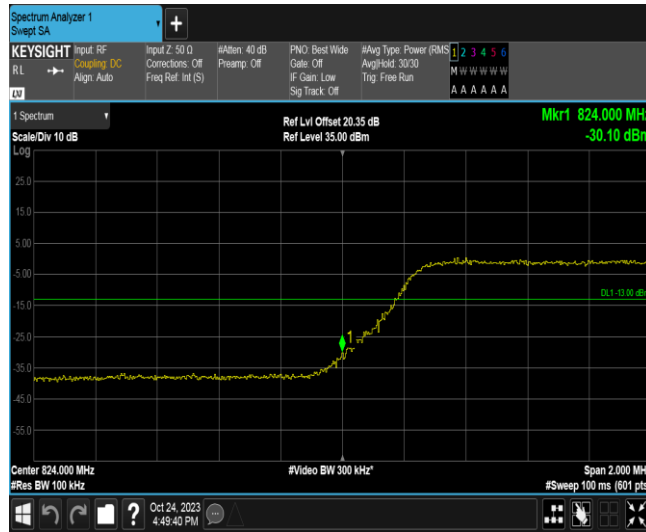 Spectrum Analyzer 1
Swept SA
+
KEYSIGHT
RL
LXI
Input: RF
Coupling: DC
Align: Auto
Input Z: 50 Ω
Corrections: Off
Freq Ref: Int (S)
#Atten: 40 dB
Preamp: Off
PNO: Best Wide
Gate: Off
IF Gain: Low
Sig Track: Off
#Avg Type: Power (RMS
Avg|Hold: 30/30
Trig: Free Run
1 2 3 4 5 6
M W W W W W
A A A A A A
1 Spectrum
Scale/Div 10 dB
Log
Ref Lvl Offset 20.35 dB
Ref Level 35.00 dBm
Mkr1 824.000 MHz
-30.10 dBm
25.0
15.0
5.00
-5.00
-15.0
-25.0
-35.0
-45.0
-55.0
DL1 -13.00 dBm
1
Center 824.000 MHz
#Res BW 100 kHz
#Video BW 300 kHz*
Span 2.000 MH
#Sweep 100 ms (601 pts
?
Oct 24, 2023
4:49:40 PM